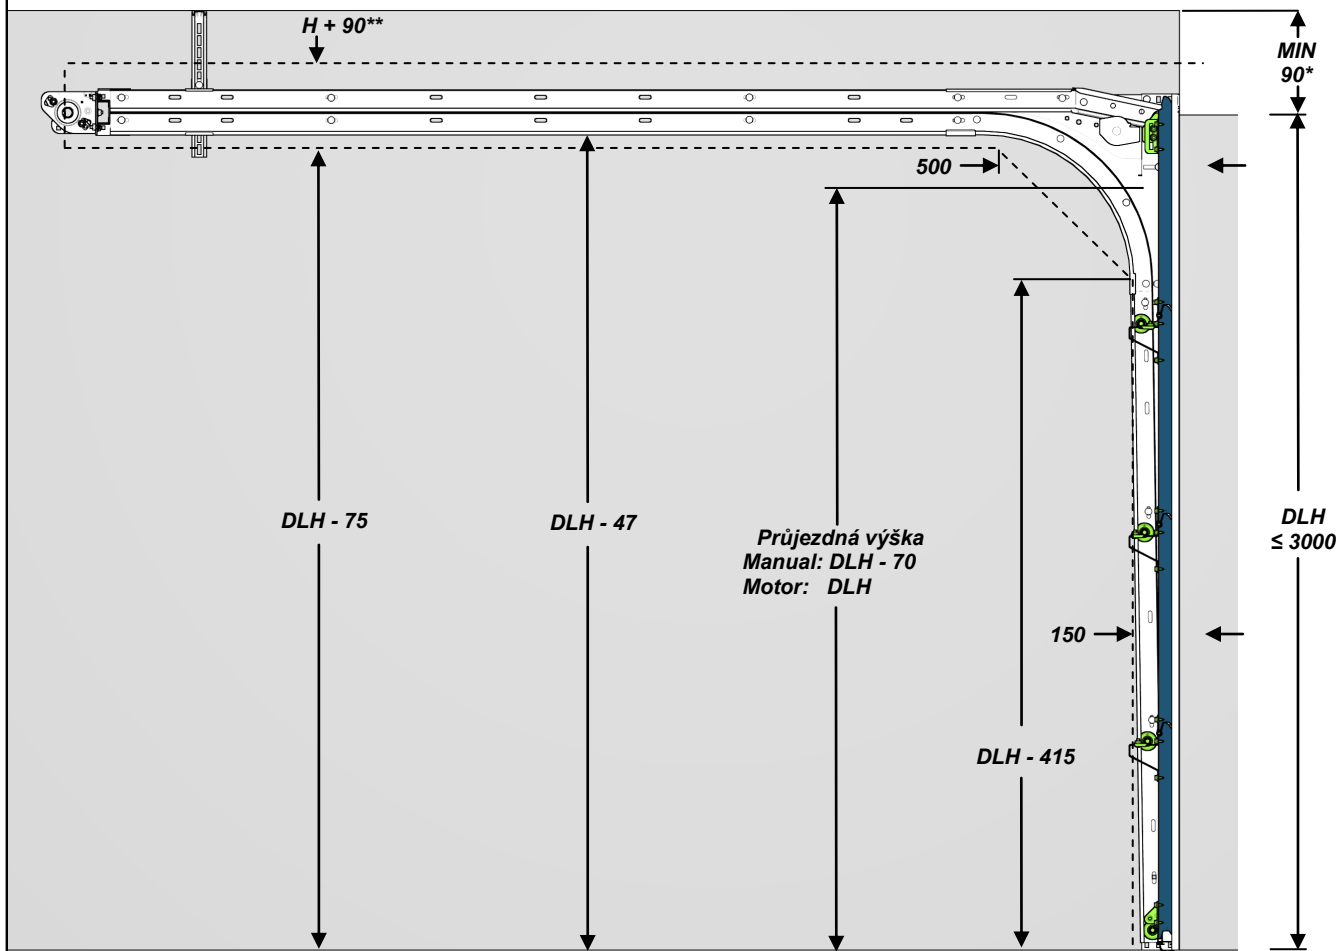 H + 90**
MIN
90*
500
DLH - 75
DLH - 47
Průjezdná výška
Manual: DLH - 70
Motor: DLH
DLH
≤ 3000
150
DLH - 415